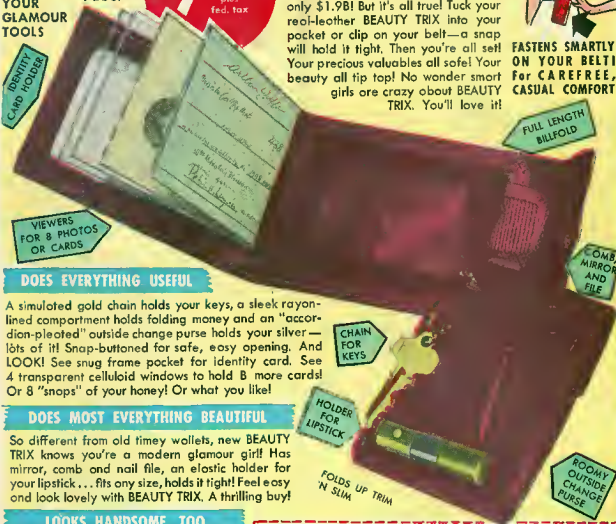 YOUR
GLAMOUR
TOOLS
fed. tax
only $1.98! But it's all true! Tuck your
real-leather BEAUTY TRIX into your
pocket or clip on your belt—a snap
will hold it tight. Then you're all set!
Your precious valuables all safe! Your
beauty all tip top! No wonder smart
girls are crazy about BEAUTY
TRIX. You'll love it!
FASTENS SMARTLY
ON YOUR BELT!
For CAREFREE,
CASUAL COMFORT
IDENTITY
CARD HOLDER
FULL LENGTH
BILLFOLD
VIEWERS
FOR 8 PHOTOS
OR CARDS
COMB
MIRROR
AND
FILE
DOES EVERYTHING USEFUL
A simulated gold chain holds your keys, a sleek rayon-
lined compartment holds folding money and an "accor-
dion-pleated" outside change purse holds your silver—
lots of it! Snap-buttoned for safe, easy opening. And
LOOK! See snug frame pocket for identity card. See
4 transparent celluloid windows to hold 8 more cards!
Or 8 "snaps" of your honey! Or what you like!
CHAIN
FOR
KEYS
HOLDER
FOR
LIPSTICK
DOES MOST EVERYTHING BEAUTIFUL
So different from old timey wallets, new BEAUTY
TRIX knows you're a modern glamour girl! Has
mirror, comb and nail file, an elastic holder for
your lipstick... fits any size, holds it tight! Feel easy
and look lovely with BEAUTY TRIX. A thrilling buy!
FOLDS UP TRIM
'N SLIM
ROOMY
OUTSIDE
CHANGE
PURSE
LOOKS HANDSOME, TOO